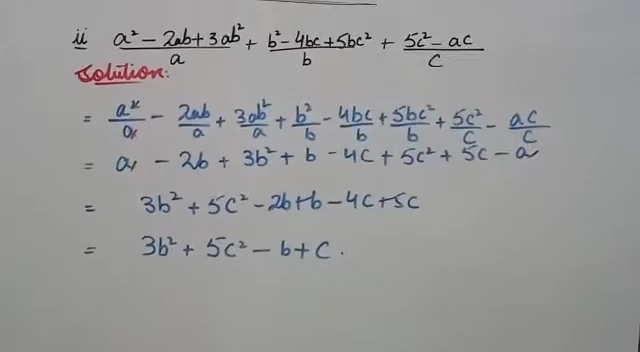 ii a² - 2ab + 3ab²/a + b² - 4bc + 5bc²/b + 5c² - ac/c
Solution:
= a²/a - 2ab/a + 3ab²/a + b²/b - 4bc/b + 5bc²/b + 5c²/c - ac/c
= a - 2b + 3b² + b - 4c + 5c² + 5c - a
= 3b² + 5c² - 2b + b - 4c + 5c
= 3b² + 5c² - b + c.